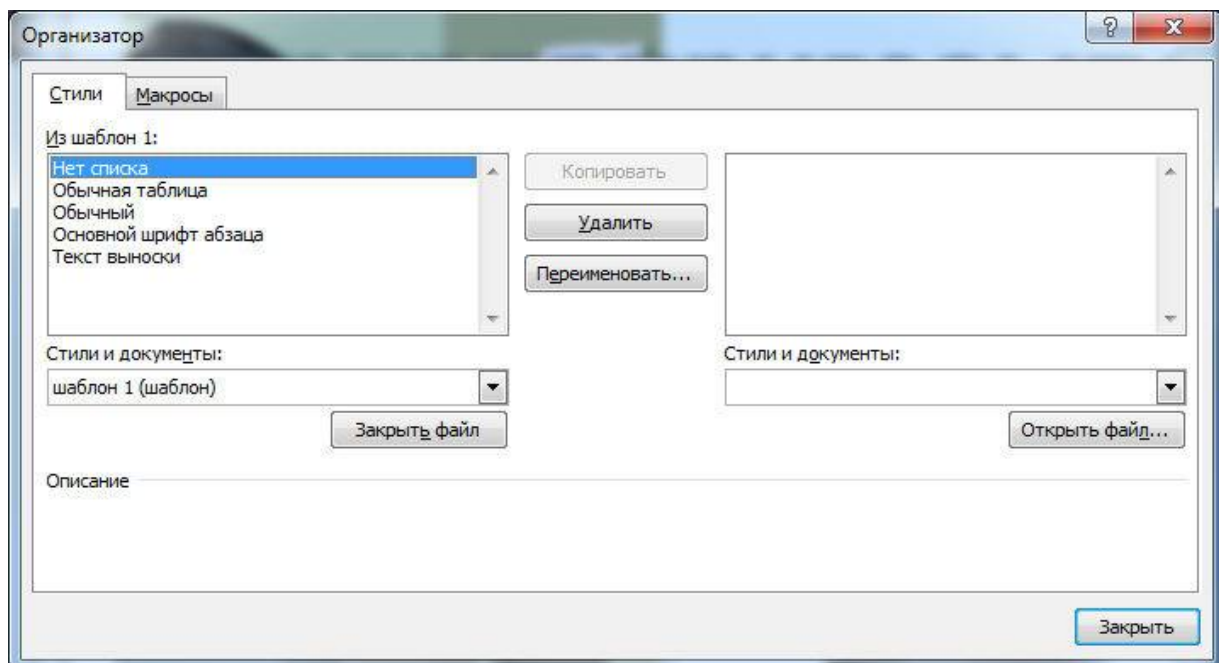 Организатор
Стили
Макросы
Из шаблон 1:
Нет списка
Обычная таблица
Обычный
Основной шрифт абзаца
Текст выноски
Копировать
Удалить
Переименовать...
Стили и документы:
шаблон 1 (шаблон)
Закрыть файл
Стили и документы:
Открыть файл...
Описание
Закрыть